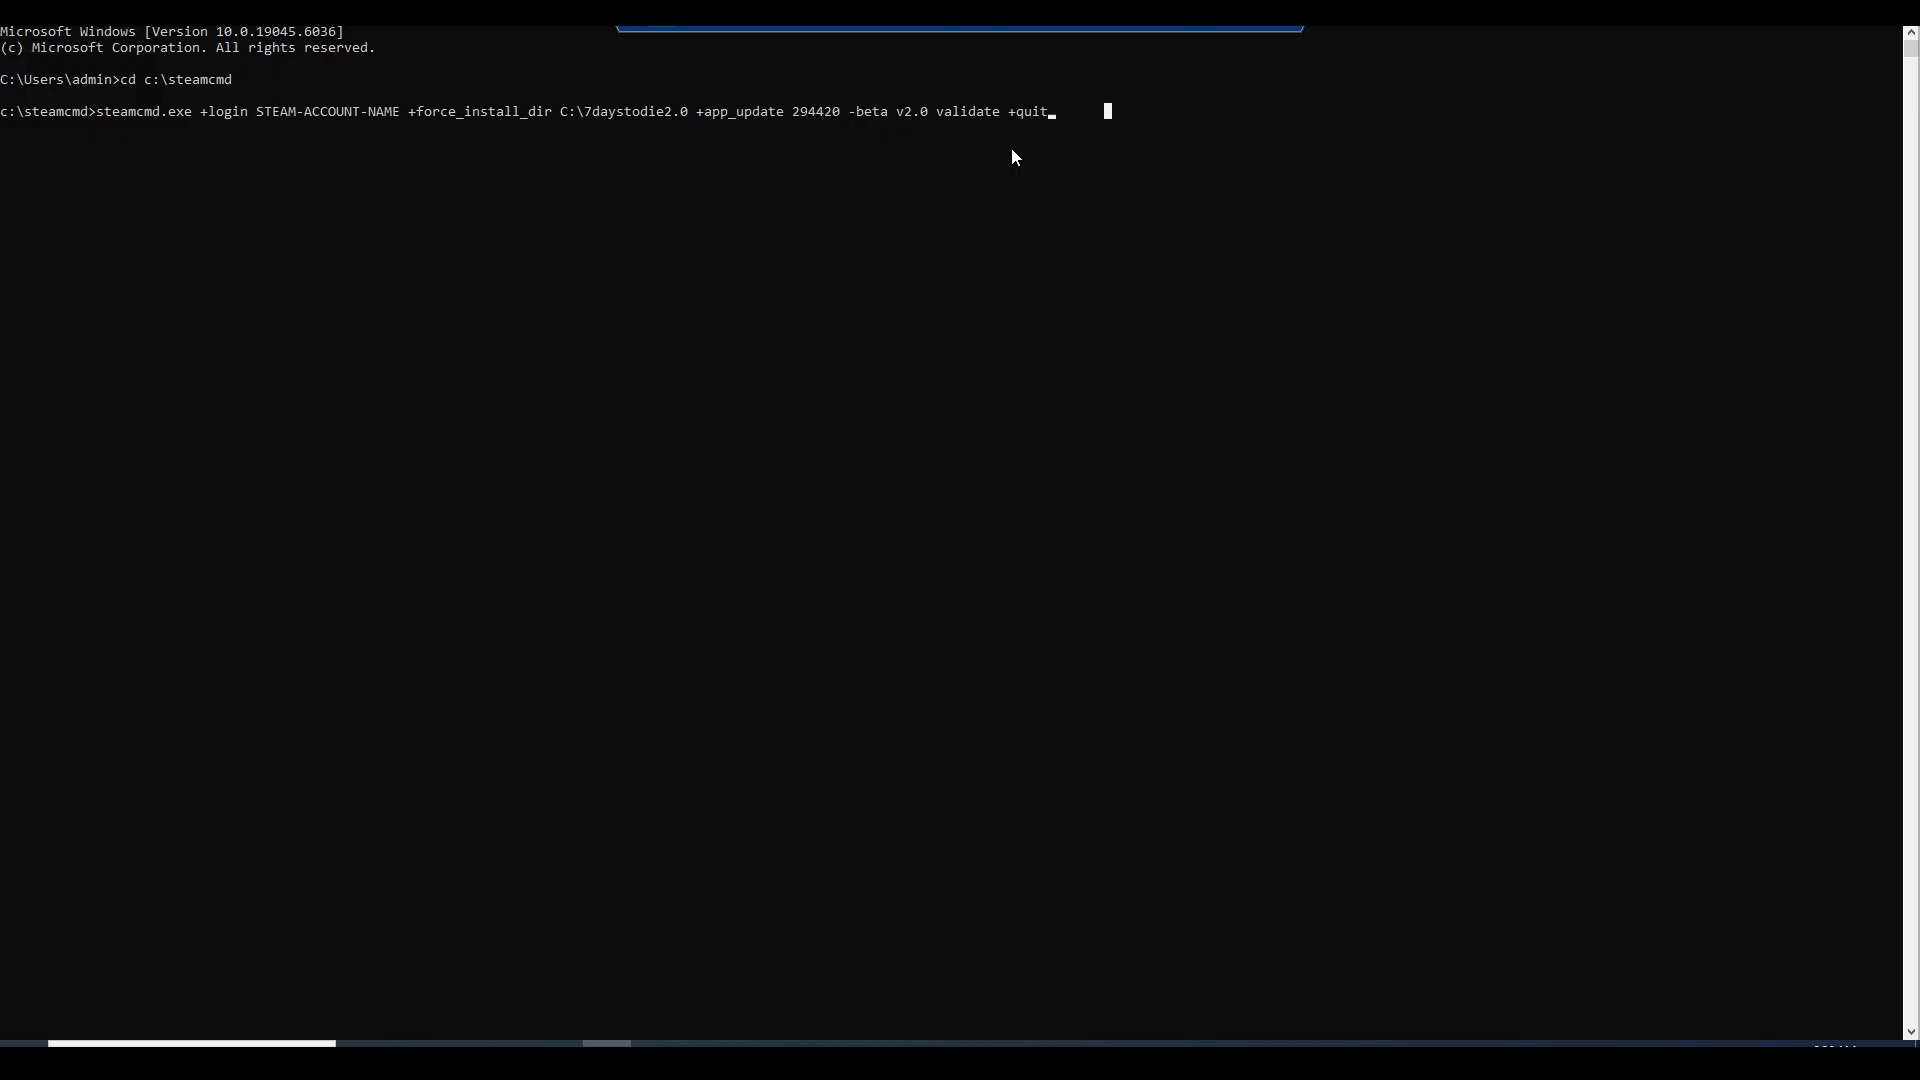 Microsoft Windows [Version 10.0.19045.6036]
(c) Microsoft Corporation. All rights reserved.
C:\Users\admin>cd c:\steamcmd
c:\steamcmd>steamcmd.exe +login STEAM-ACCOUNT-NAME +force_install_dir C:\7daystodie2.0 +app_update 294420 -beta v2.0 validate +quit